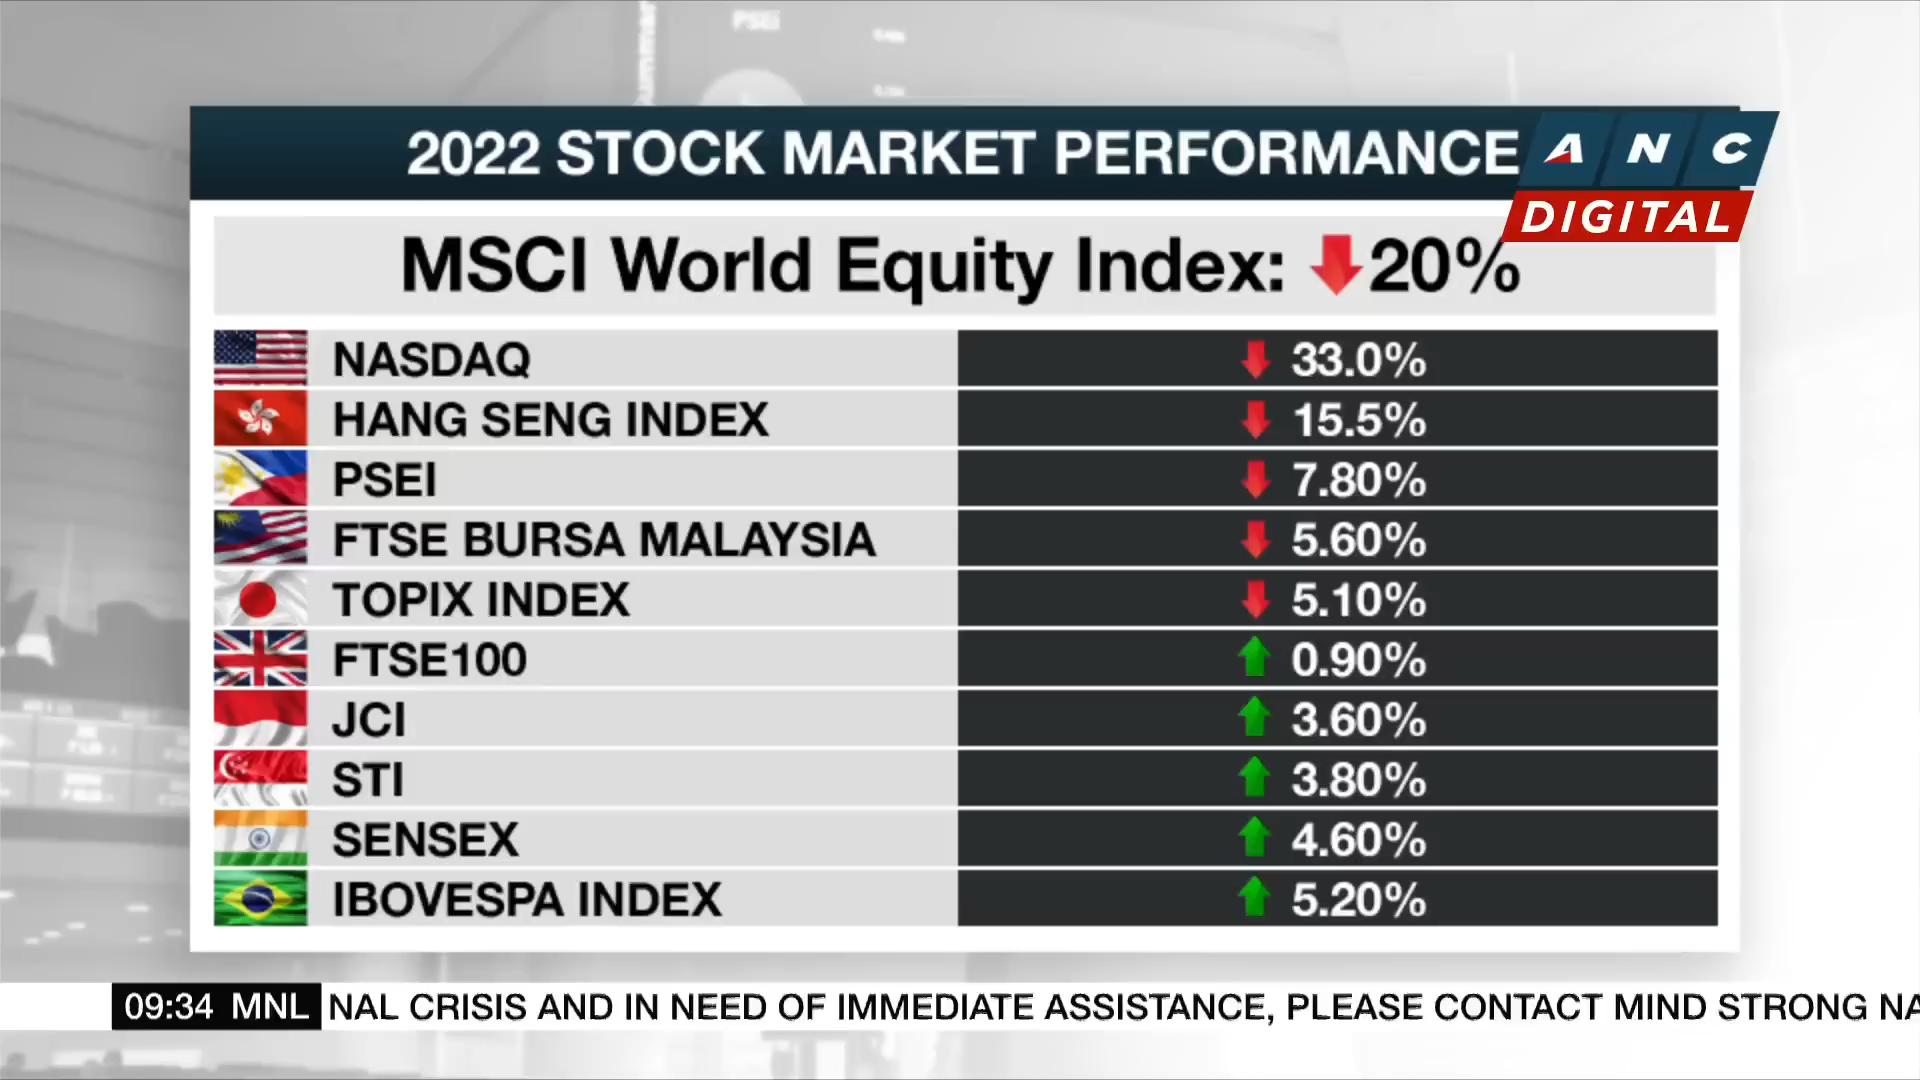 PSEi
2022 STOCK MARKET PERFORMANCE
ANC
DIGITAL
MSCI World Equity Index: 20%
NASDAQ 33.0%
HANG SENG INDEX 15.5%
PSEI 7.80%
FTSE BURSA MALAYSIA 5.60%
TOPIX INDEX 5.10%
FTSE100 0.90%
JCI 3.60%
STI 3.80%
SENSEX 4.60%
IBOVESPA INDEX 5.20%
09:34 MNL NAL CRISIS AND IN NEED OF IMMEDIATE ASSISTANCE, PLEASE CONTACT MIND STRONG NA